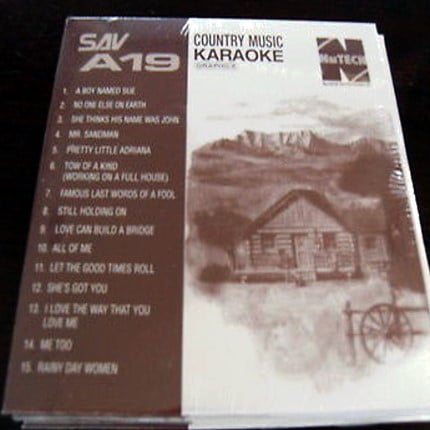 SAV
A19
COUNTRY MUSIC
KARAOKE
NuTECH
1. A BOY NAMED SUE
2. NO ONE ELSE ON EARTH
3. SHE THINKS HIS NAME WAS JOHN
4. MR. SANDMAN
5. PRETTY LITTLE ADRIANA
6. TOW OF A KIND
(WORKING ON A FULL HOUSE)
7. FAMOUS LAST WORDS OF A FOOL
8. STILL HOLDING ON
9. LOVE CAN BUILD A BRIDGE
10. ALL OF ME
11. LET THE GOOD TIMES ROLL
12. SHE'S GOT YOU
13. I LOVE THE WAY THAT YOU
LOVE ME
14. ME TOO
15. RAINY DAY WOMEN